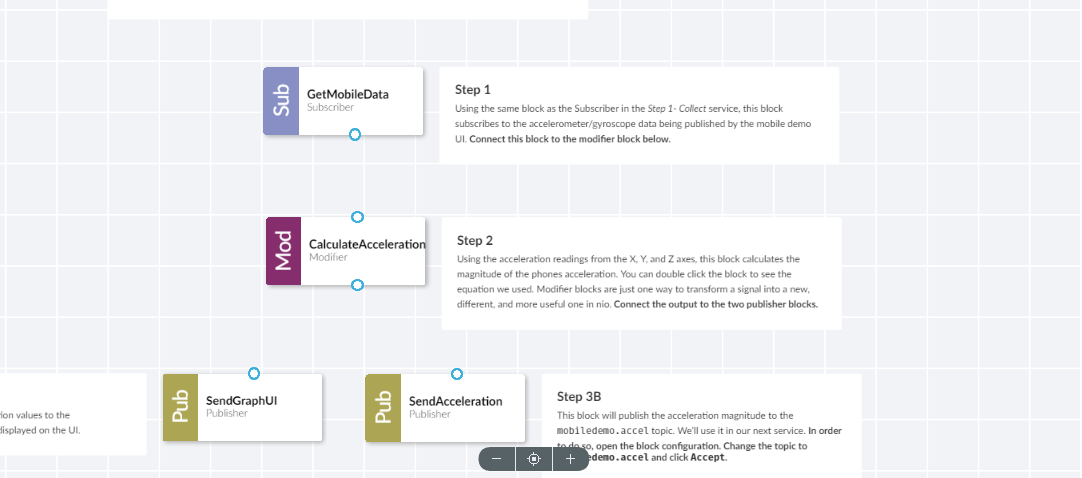 Sub
GetMobileData
Subscriber
Step 1
Using the same block as the Subscriber in the Step 1- Collect service, this block
subscribes to the accelerometer/gyroscope data being published by the mobile demo
UI. Connect this block to the modifier block below.
Mod
CalculateAcceleration
Modifier
Step 2
Using the acceleration readings from the X, Y, and Z axes, this block calculates the
magnitude of the phones acceleration. You can double click the block to see the
equation we used. Modifier blocks are just one way to transform a signal into a new,
different, and more useful one in nio. Connect the output to the two publisher blocks.
values to the
displayed on the UI.
Pub
SendGraphUI
Publisher
Pub
SendAcceleration
Publisher
Step 3B
This block will publish the acceleration magnitude to the
mobiledemo.accel topic. We'll use it in our next service. In order
to do so, open the block configuration. Change the topic to
edemo.accel and click Accept.